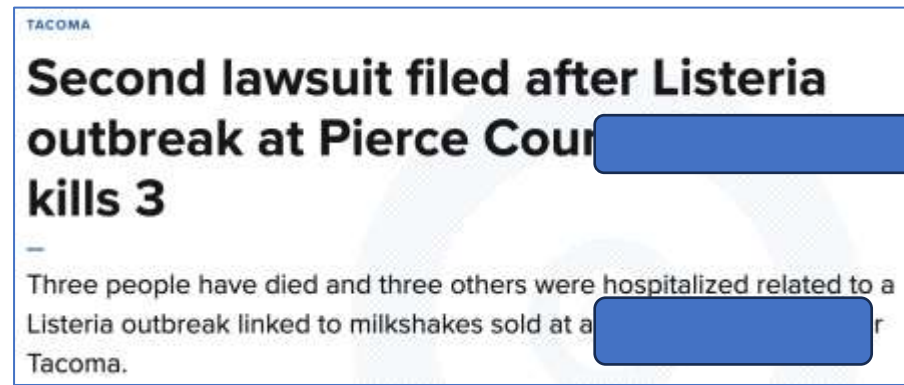 TACOMA
Second lawsuit filed after Listeria
outbreak at Pierce
kills 3
Three people have died and three others were hospitalized related to a
Listeria outbreak linked to milkshakes sold at a
Tacoma.